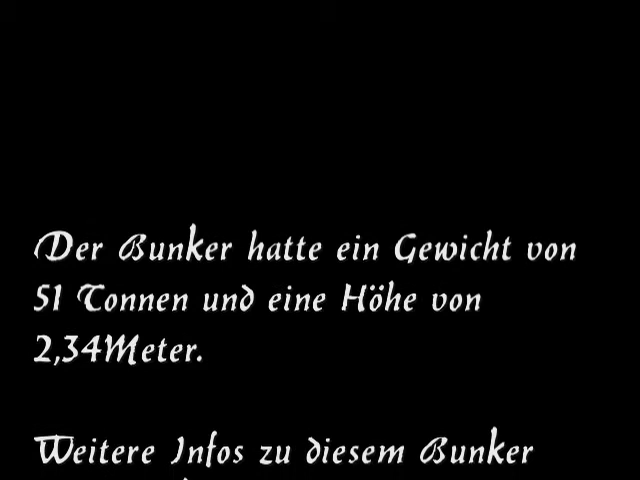 Der Bunker hatte ein Gewicht von
51 Tonnen und eine Höhe von
2,34Meter.
Weitere Infos zu diesem Bunker